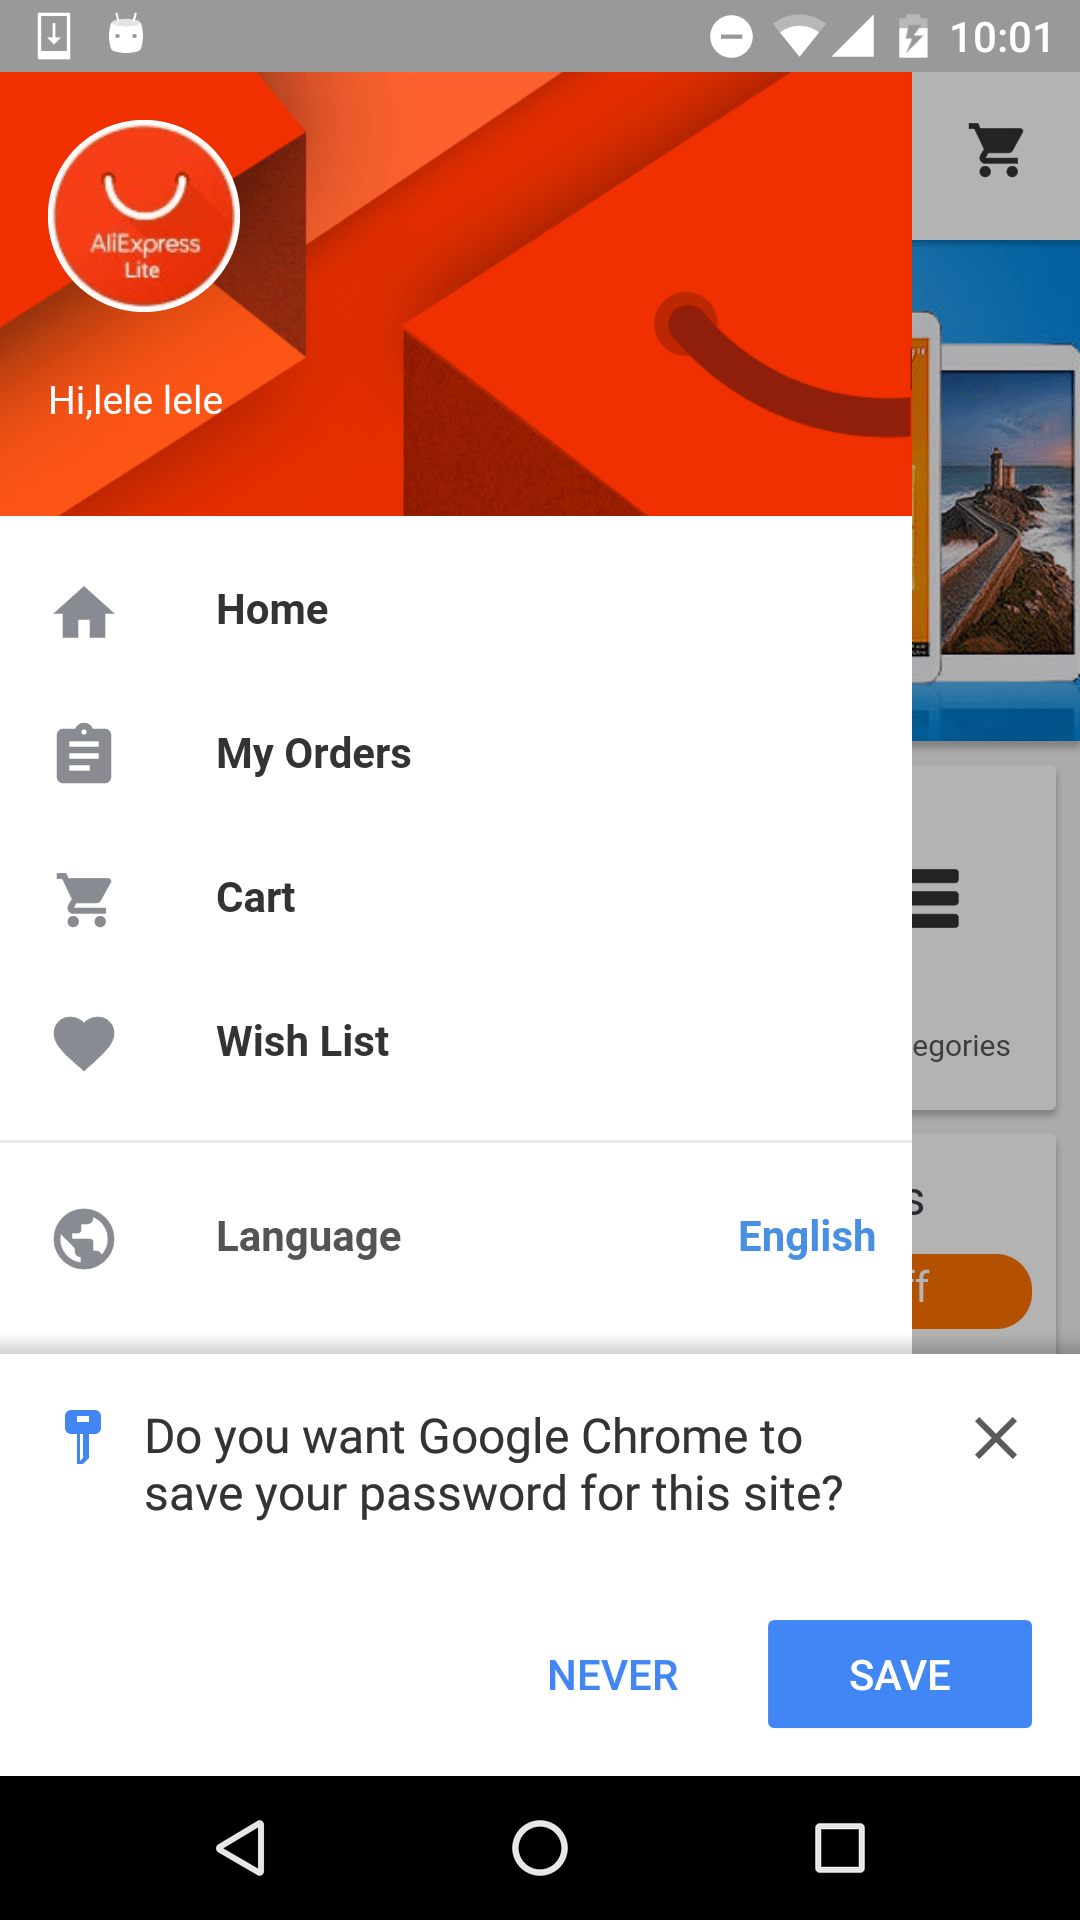 10:01
AliExpress
Lite
Hi,lele lele
Home
My Orders
Cart
Wish List
egories
s
Language English
ff
Do you want Google Chrome to
save your password for this site?
NEVER SAVE